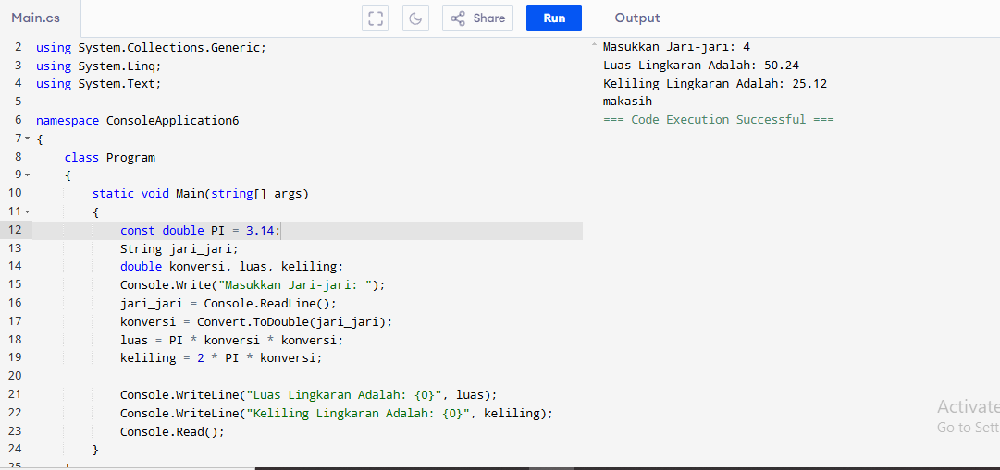 Main.cs
Share
Run
Output
2 using System.Collections.Generic;
3 using System.Linq;
4 using System.Text;
5
6 namespace ConsoleApplication6
7 {
8 class Program
9 {
10 static void Main(string[] args)
11 {
12 const double PI = 3.14;
13 String jari_jari;
14 double konversi, luas, keliling;
15 Console.Write("Masukkan Jari-jari: ");
16 jari_jari = Console.ReadLine();
17 konversi = Convert.ToDouble(jari_jari);
18 luas = PI * konversi * konversi;
19 keliling = 2 * PI * konversi;
20
21 Console.WriteLine("Luas Lingkaran Adalah: {0}", luas);
22 Console.WriteLine("Keliling Lingkaran Adalah: {0}", keliling);
23 Console.Read();
24 }
25 }
Masukkan Jari-jari: 4
Luas Lingkaran Adalah: 50.24
Keliling Lingkaran Adalah: 25.12
makasih
=== Code Execution Successful ===
Activate
Go to Sett